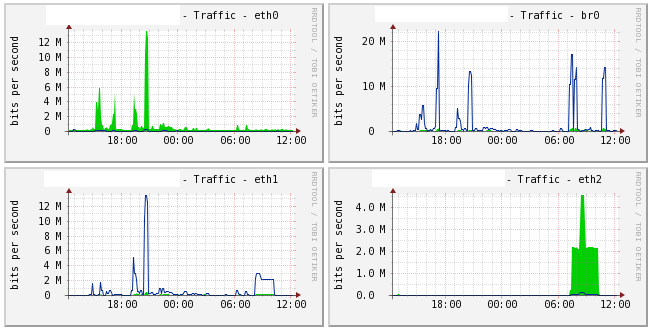 - Traffic - eth0
RRDTOOL / TOBI OETIKER
bits per second
12 M
10 M
8 M
6 M
4 M
2 M
0
18:00 00:00 06:00 12:00
- Traffic - br0
RRDTOOL / TOBI OETIKER
bits per second
20 M
10 M
0
18:00 00:00 06:00 12:00
- Traffic - eth1
RRDTOOL / TOBI OETIKER
bits per second
12 M
10 M
8 M
6 M
4 M
2 M
0
18:00 00:00 06:00 12:00
- Traffic - eth2
RRDTOOL / TOBI OETIKER
bits per second
4.0 M
3.0 M
2.0 M
1.0 M
0.0
18:00 00:00 06:00 12:00